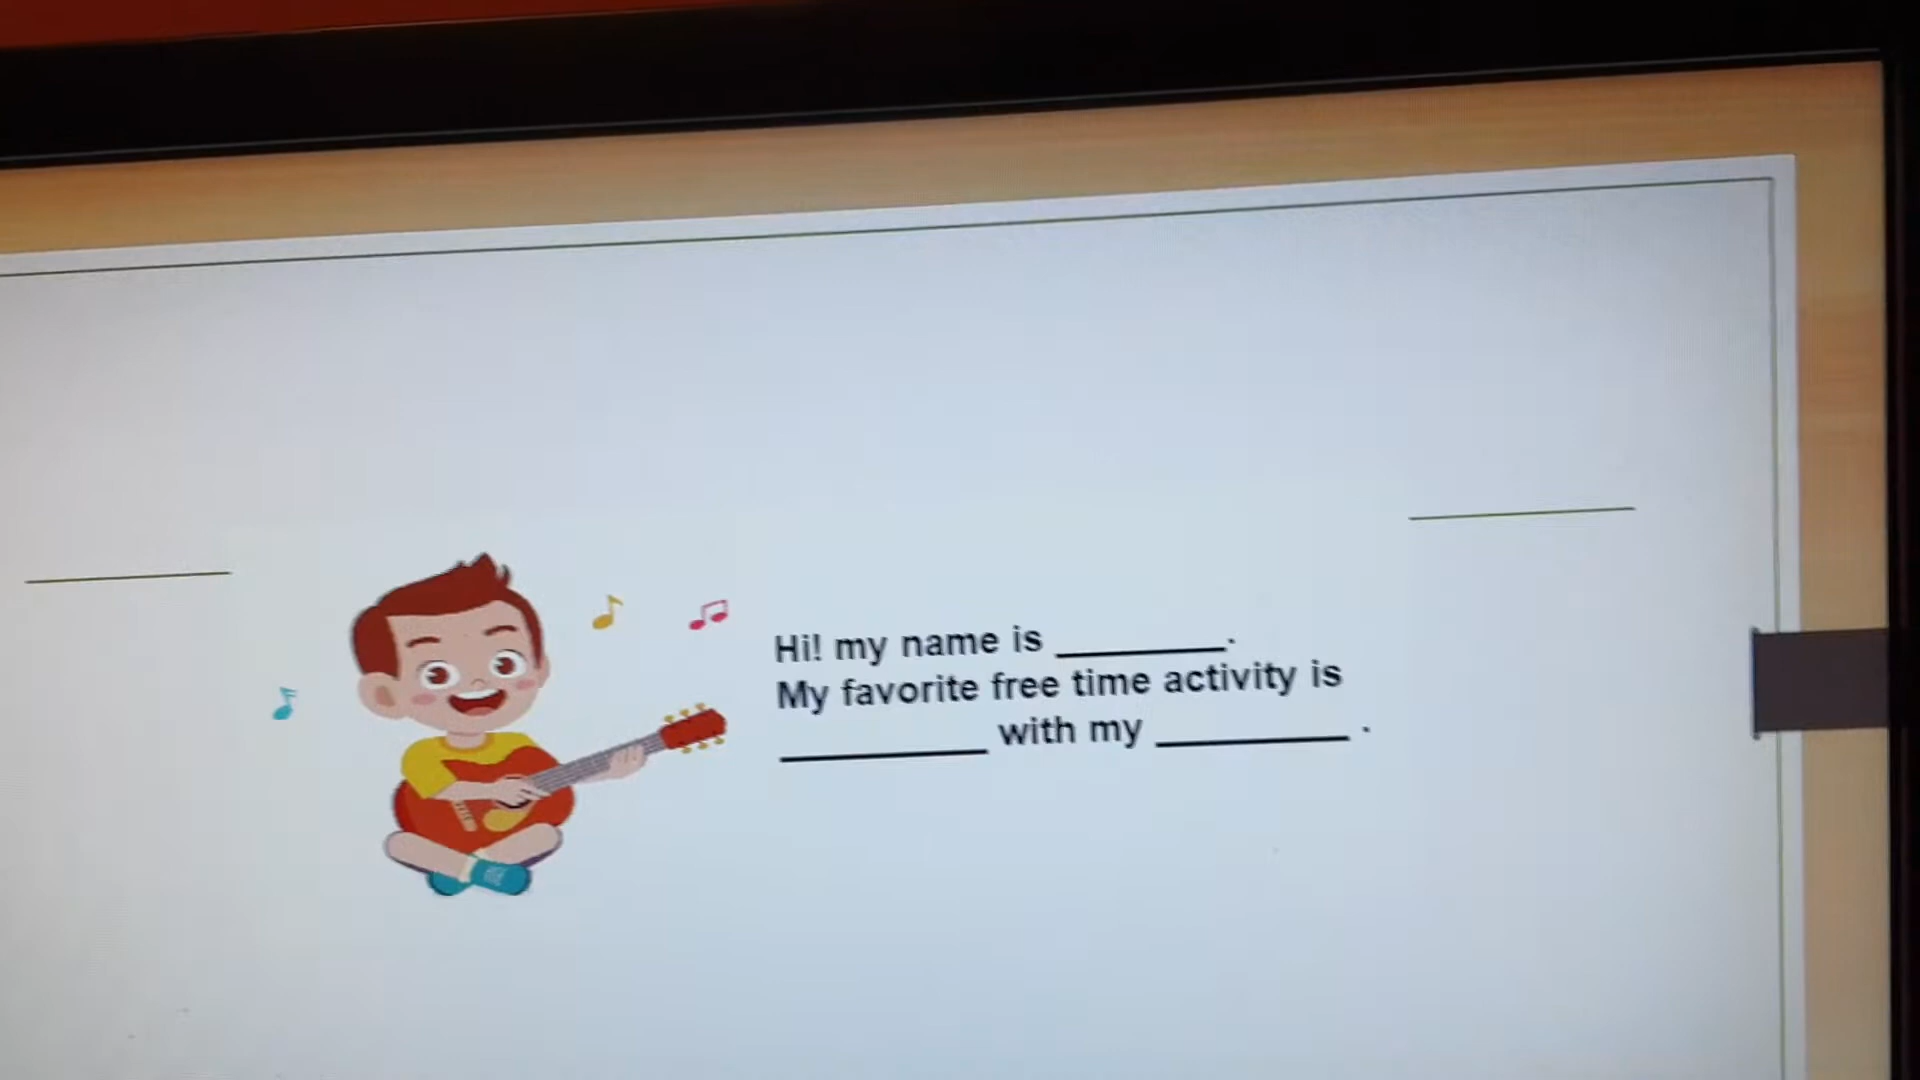 Hi! my name is ________.
My favorite free time activity is
__________ with my _________ .